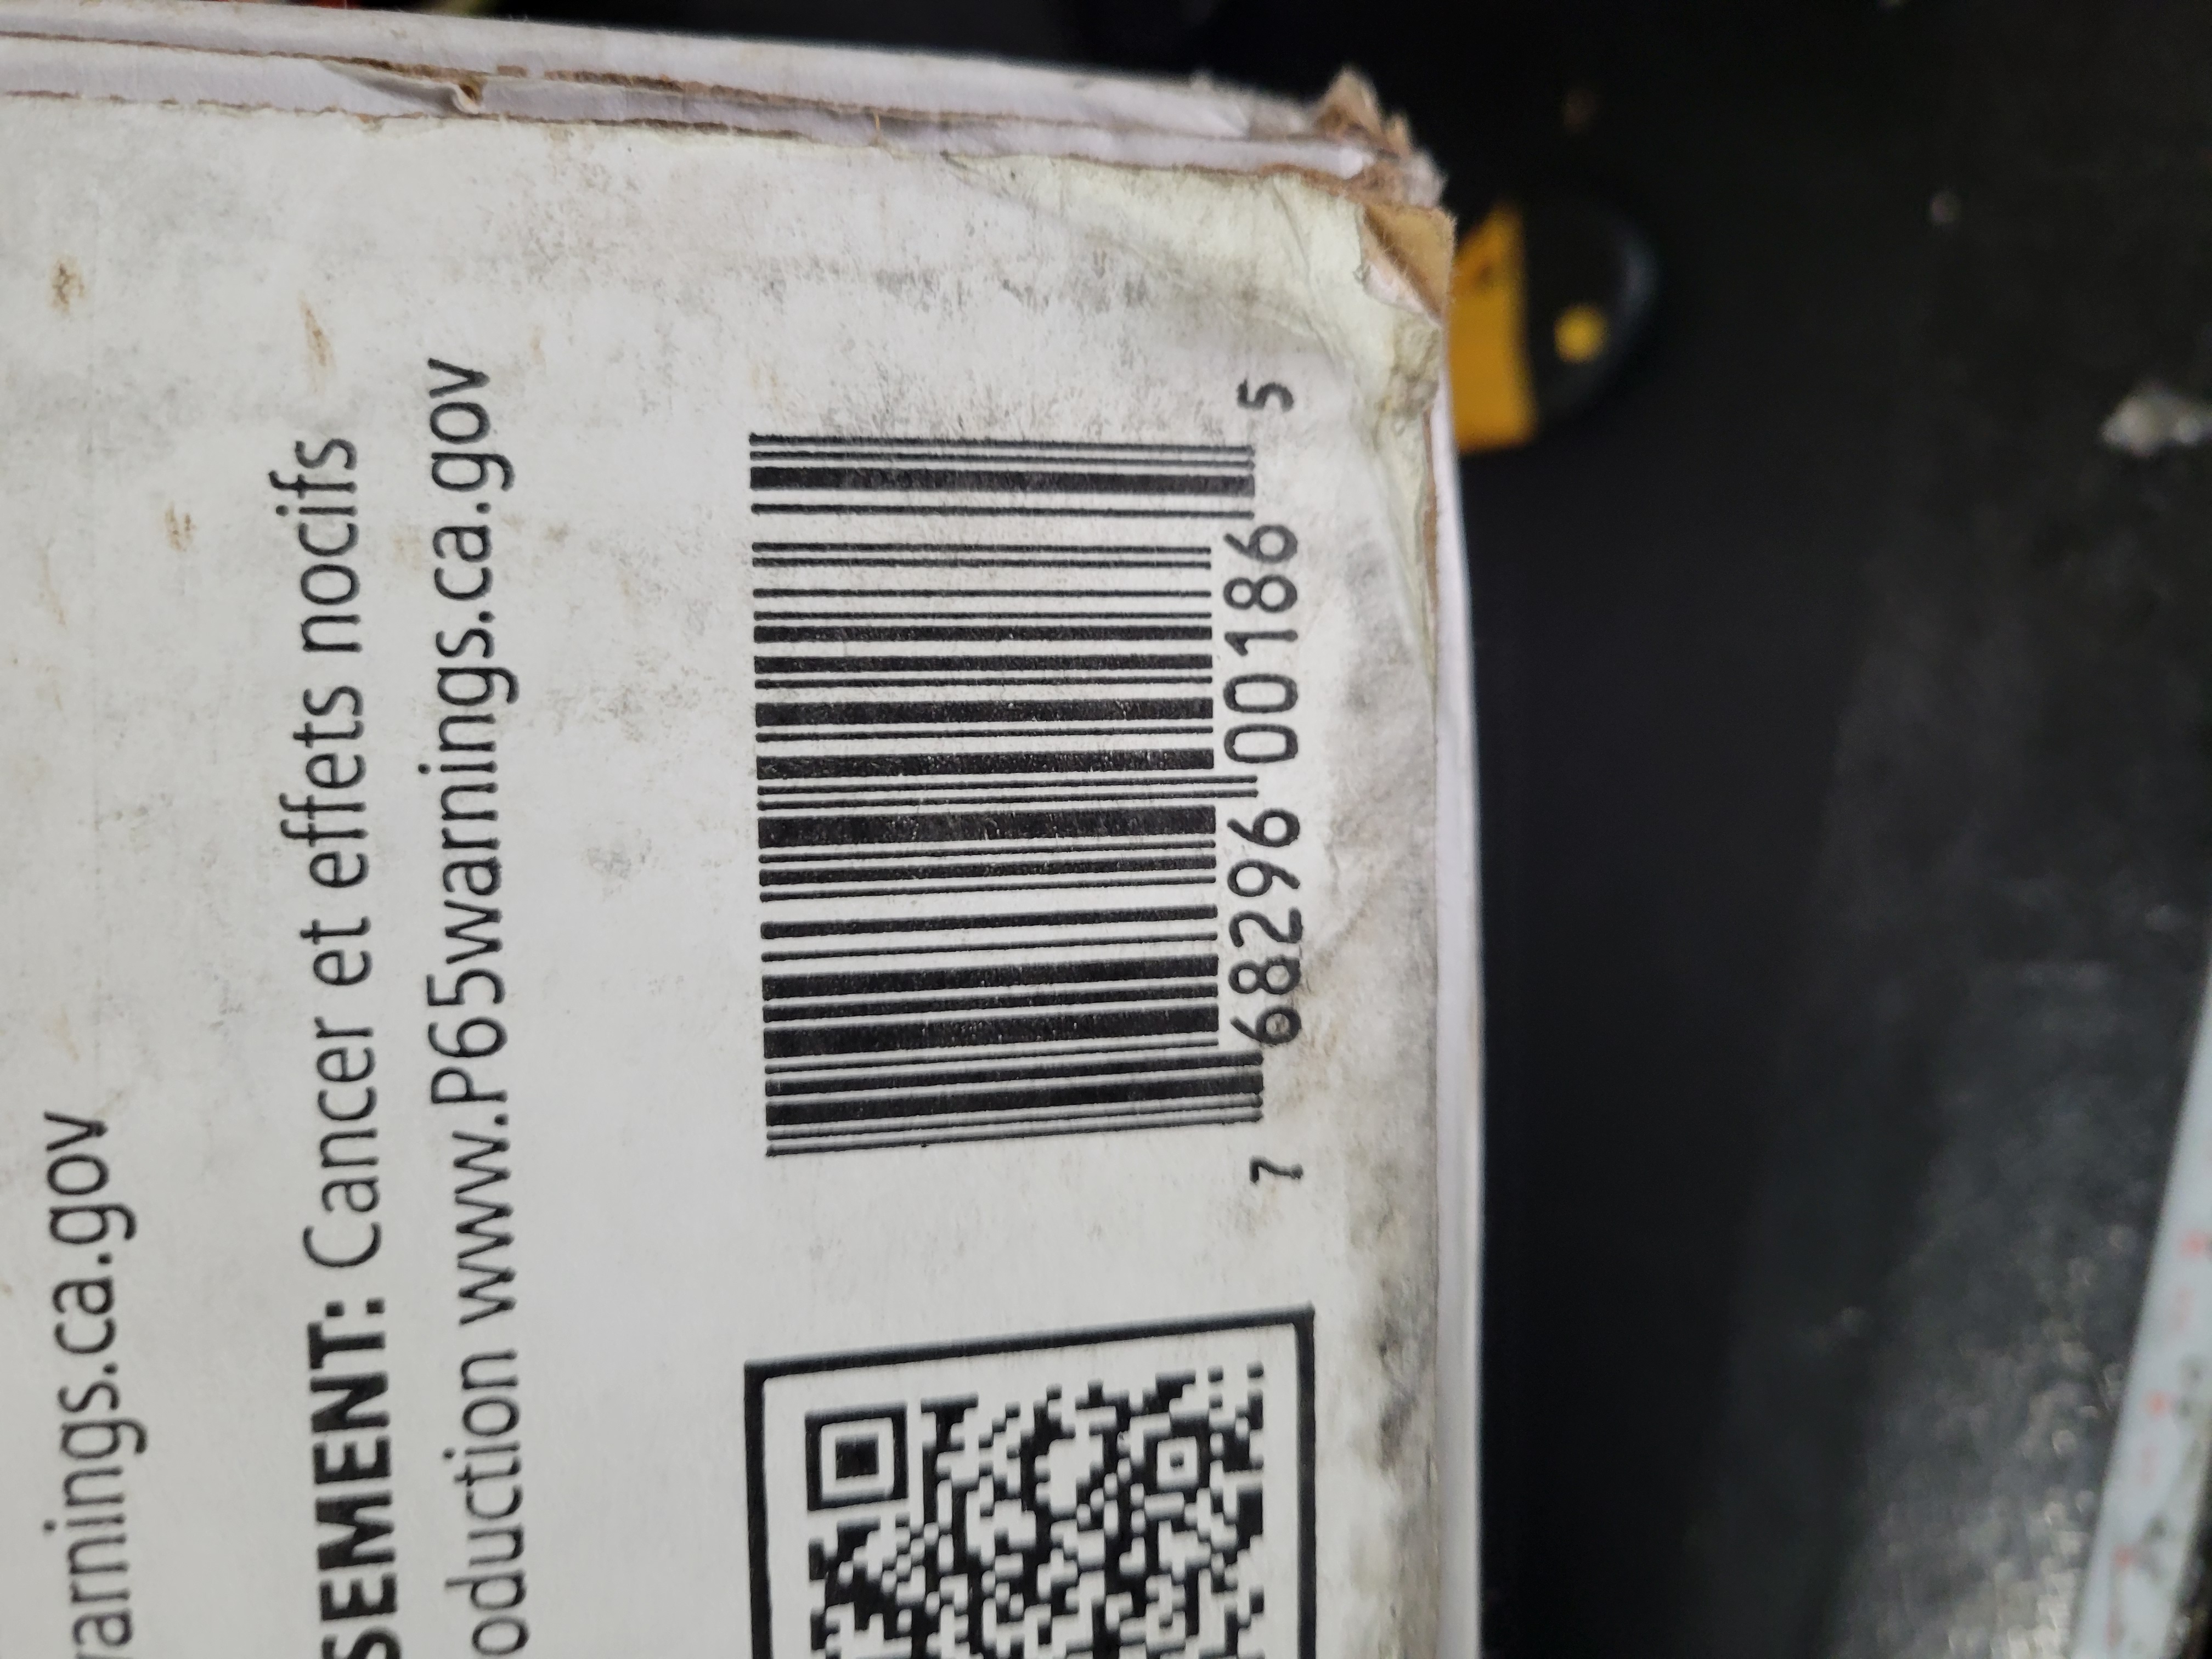 arnings.ca.gov
SEMENT: Cancer et effets nocifs
oduction www.P65warnings.ca.gov
7 68296 00186 5